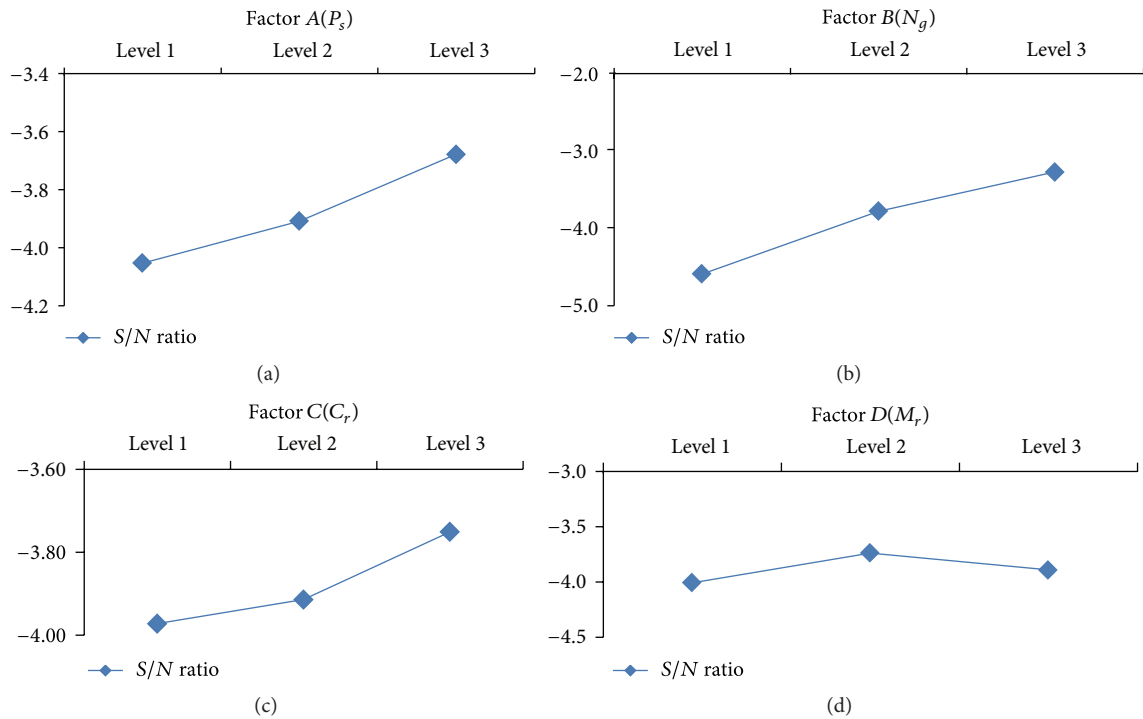 Factor A(Pₛ)
Level 1 Level 2 Level 3
−3.4
−3.6
−3.8
−4.0
−4.2
S/N ratio
(a)
Factor B(N_g)
Level 1 Level 2 Level 3
−2.0
−3.0
−4.0
−5.0
S/N ratio
(b)
Factor C(Cᵣ)
Level 1 Level 2 Level 3
−3.60
−3.80
−4.00
S/N ratio
(c)
Factor D(Mᵣ)
Level 1 Level 2 Level 3
−3.0
−3.5
−4.0
−4.5
S/N ratio
(d)